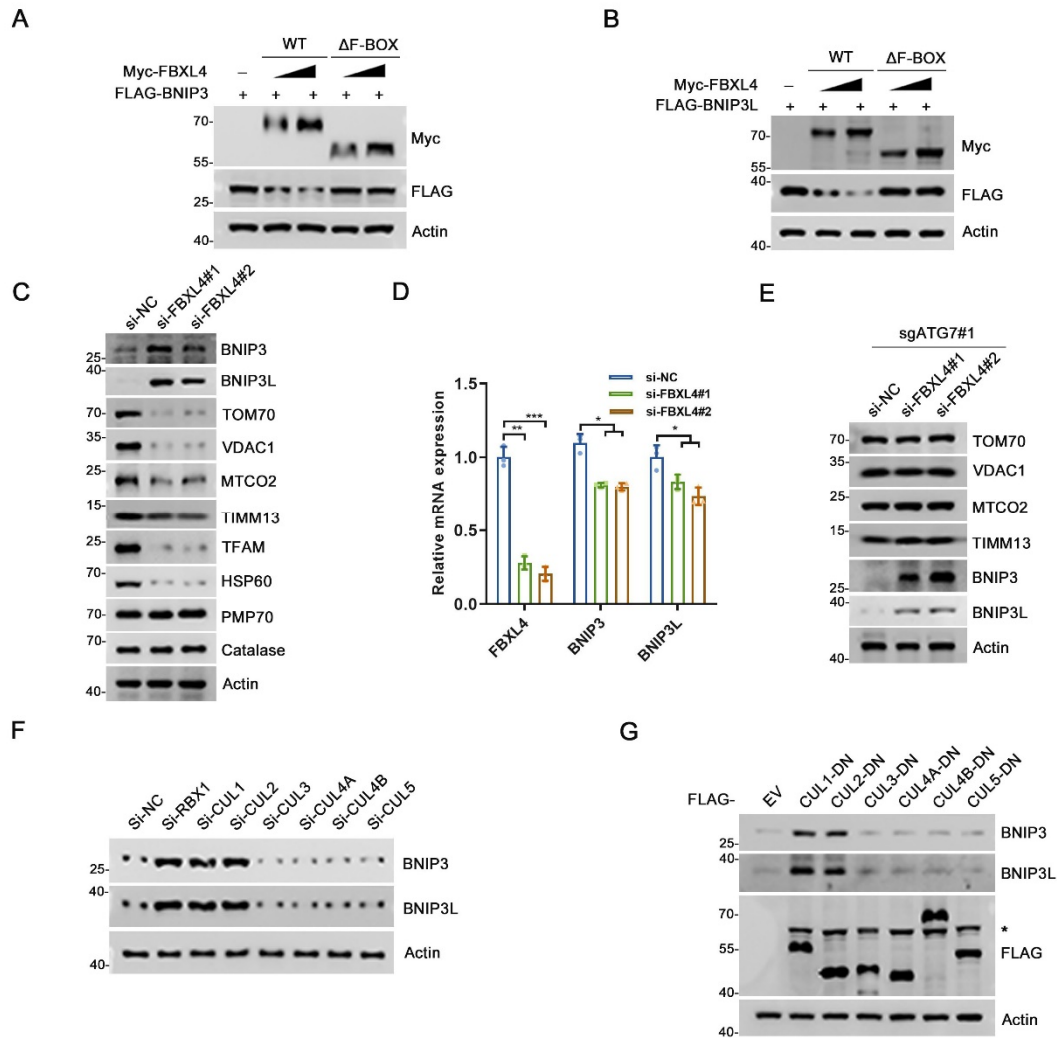 A
WT ΔF-BOX
Myc-FBXL4 –
FLAG-BNIP3 + + + + +
70-
55-
Myc
25-
FLAG
40-
Actin
B
WT ΔF-BOX
Myc-FBXL4 –
FLAG-BNIP3L + + + + +
70-
55-
Myc
40-
25-
FLAG
40-
Actin
C
si-NC si-FBXL4#1 si-FBXL4#2
25-
BNIP3
40-
BNIP3L
70-
TOM70
35-
VDAC1
25-
MTCO2
15-
TIMM13
25-
TFAM
70-
HSP60
70-
PMP70
70-
Catalase
40-
Actin
D
Relative mRNA expression
1.5
1.0
0.5
0.0
si-NC
si-FBXL4#1
si-FBXL4#2
***
**
*
*
FBXL4 BNIP3 BNIP3L
E
sgATG7#1
si-NC si-FBXL4#1 si-FBXL4#2
70-
TOM70
35-
VDAC1
25-
MTCO2
15-
TIMM13
25-
BNIP3
40-
BNIP3L
40-
Actin
F
Si-NC Si-RBX1 Si-CUL1 Si-CUL2 Si-CUL3 Si-CUL4A Si-CUL4B Si-CUL5
25-
BNIP3
40-
BNIP3L
40-
Actin
G
FLAG- EV CUL1-DN CUL2-DN CUL3-DN CUL4A-DN CUL4B-DN CUL5-DN
25-
BNIP3
40-
BNIP3L
70-
*
55-
FLAG
40-
40-
Actin